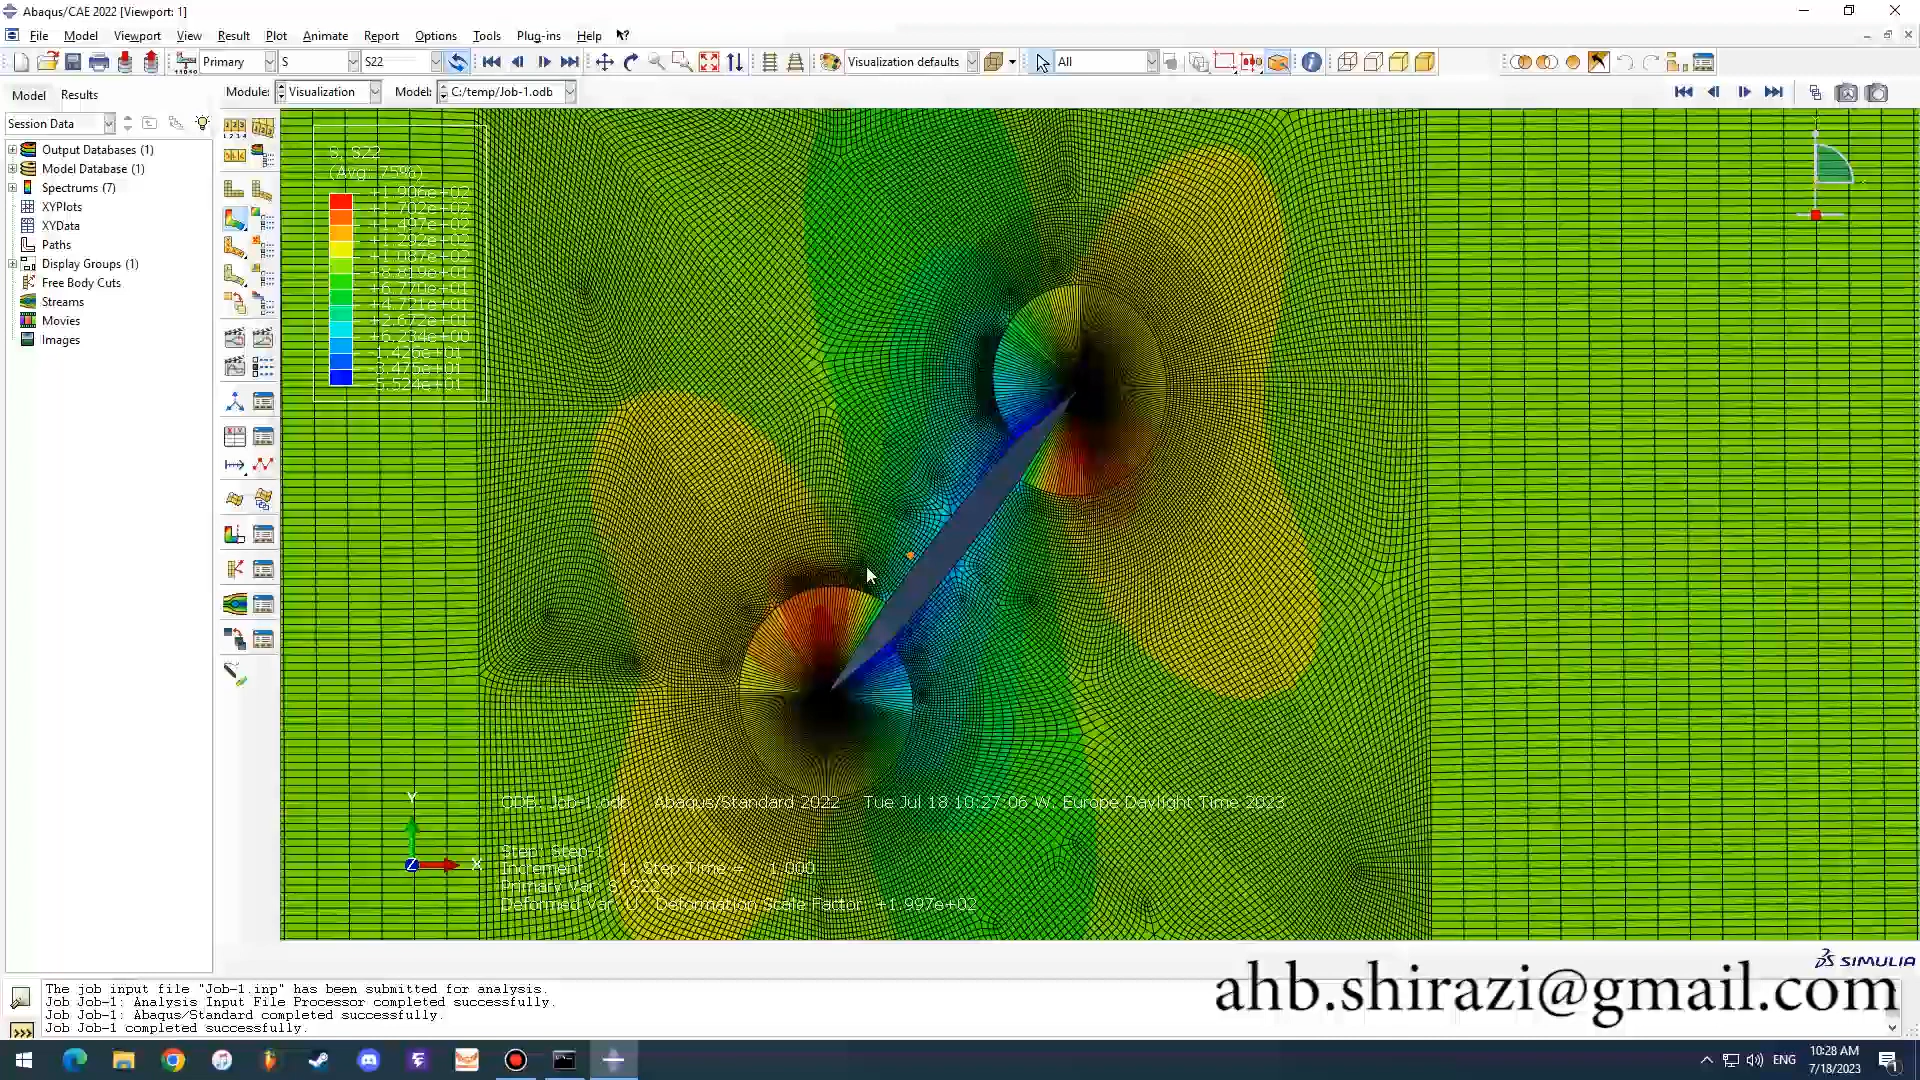 Abaqus/CAE 2022 [Viewport: 1]
File Model Viewport View Result Plot Animate Report Options Tools Plug-ins Help
Primary S S22 Visualization defaults All
Module: Visualization Model: C:/temp/Job-1.odb
Model Results
Session Data
Output Databases (1)
Model Database (1)
Spectrums (7)
XYPlots
XYData
Paths
Display Groups (1)
Free Body Cuts
Streams
Movies
Images
S, S22
(Avg: 75%)
+1.906e+02
+1.702e+02
+1.497e+02
+1.292e+02
+1.087e+02
+8.819e+01
+6.770e+01
+4.721e+01
+2.672e+01
+6.234e+00
-1.426e+01
-3.475e+01
-5.524e+01
Y
Z
X
ODB: Job-1.odb Abaqus/Standard 2022 Tue Jul 18 10:27:06 W. Europe Daylight Time 2023
Step: Step-1
Increment 1: Step Time = 1.000
Primary Var: S, S22
Deformed Var: U Deformation Scale Factor: +1.997e+02
SIMULIA
The job input file "Job-1.inp" has been submitted for analysis.
Job Job-1: Analysis Input File Processor completed successfully.
Job Job-1: Abaqus/Standard completed successfully.
Job Job-1 completed successfully.
>>>
ahb.shirazi@gmail.com
ENG
10:28 AM
7/18/2023